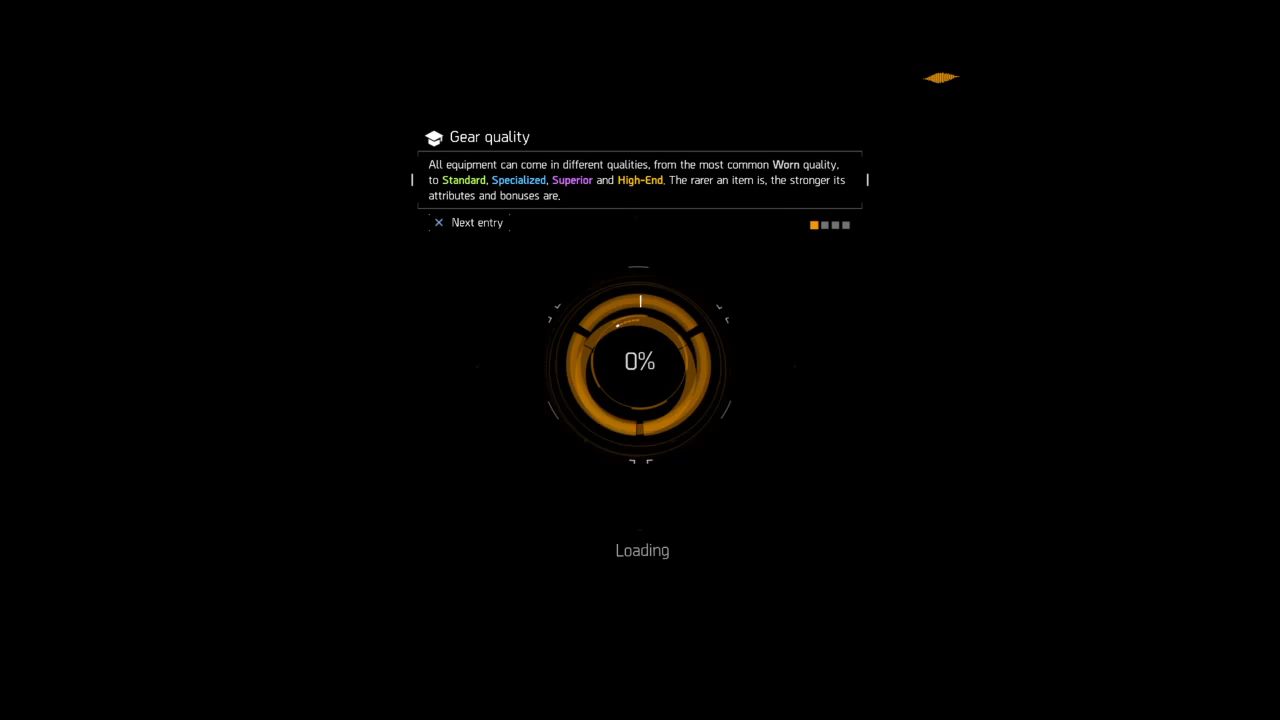 Gear quality
All equipment can come in different qualities, from the most common Worn quality,
to Standard, Specialized, Superior and High-End. The rarer an item is, the stronger its
attributes and bonuses are.
Next entry
0%
Loading